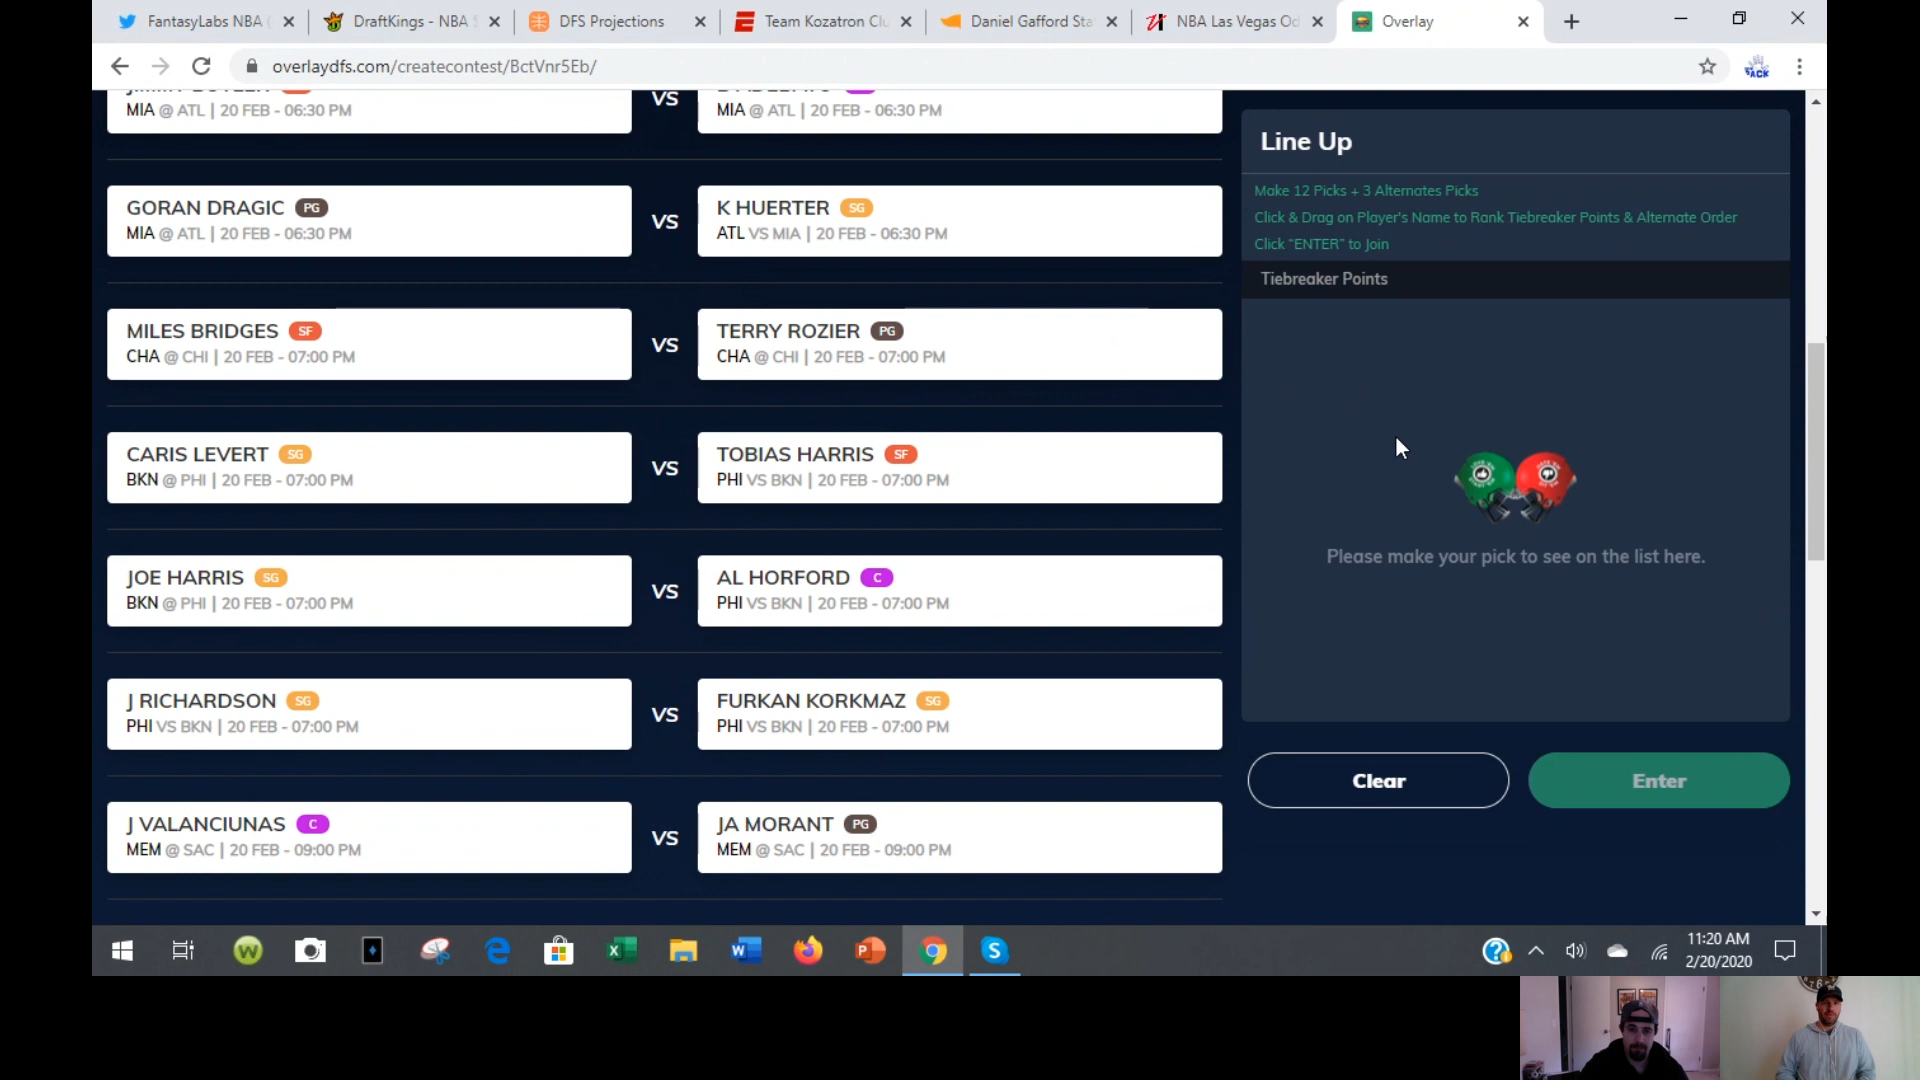 FantasyLabs NBA
DraftKings - NBA
DFS Projections
Team Kozatron Clu
Daniel Gafford Sta
NBA Las Vegas Od
Overlay
overlaydfs.com/createcontest/BctVnr5Eb/
VS
MIA @ ATL | 20 FEB - 06:30 PM
MIA @ ATL | 20 FEB - 06:30 PM
GORAN DRAGIC PG
MIA @ ATL | 20 FEB - 06:30 PM
VS
K HUERTER SG
ATL VS MIA | 20 FEB - 06:30 PM
MILES BRIDGES SF
CHA @ CHI | 20 FEB - 07:00 PM
VS
TERRY ROZIER PG
CHA @ CHI | 20 FEB - 07:00 PM
CARIS LEVERT SG
BKN @ PHI | 20 FEB - 07:00 PM
VS
TOBIAS HARRIS SF
PHI VS BKN | 20 FEB - 07:00 PM
JOE HARRIS SG
BKN @ PHI | 20 FEB - 07:00 PM
VS
AL HORFORD C
PHI VS BKN | 20 FEB - 07:00 PM
J RICHARDSON SG
PHI VS BKN | 20 FEB - 07:00 PM
VS
FURKAN KORKMAZ SG
PHI VS BKN | 20 FEB - 07:00 PM
J VALANCIUNAS C
MEM @ SAC | 20 FEB - 09:00 PM
VS
JA MORANT PG
MEM @ SAC | 20 FEB - 09:00 PM
Line Up
Make 12 Picks + 3 Alternates Picks
Click & Drag on Player's Name to Rank Tiebreaker Points & Alternate Order
Click “ENTER” to Join
Tiebreaker Points
Please make your pick to see on the list here.
Clear
Enter
11:20 AM
2/20/2020